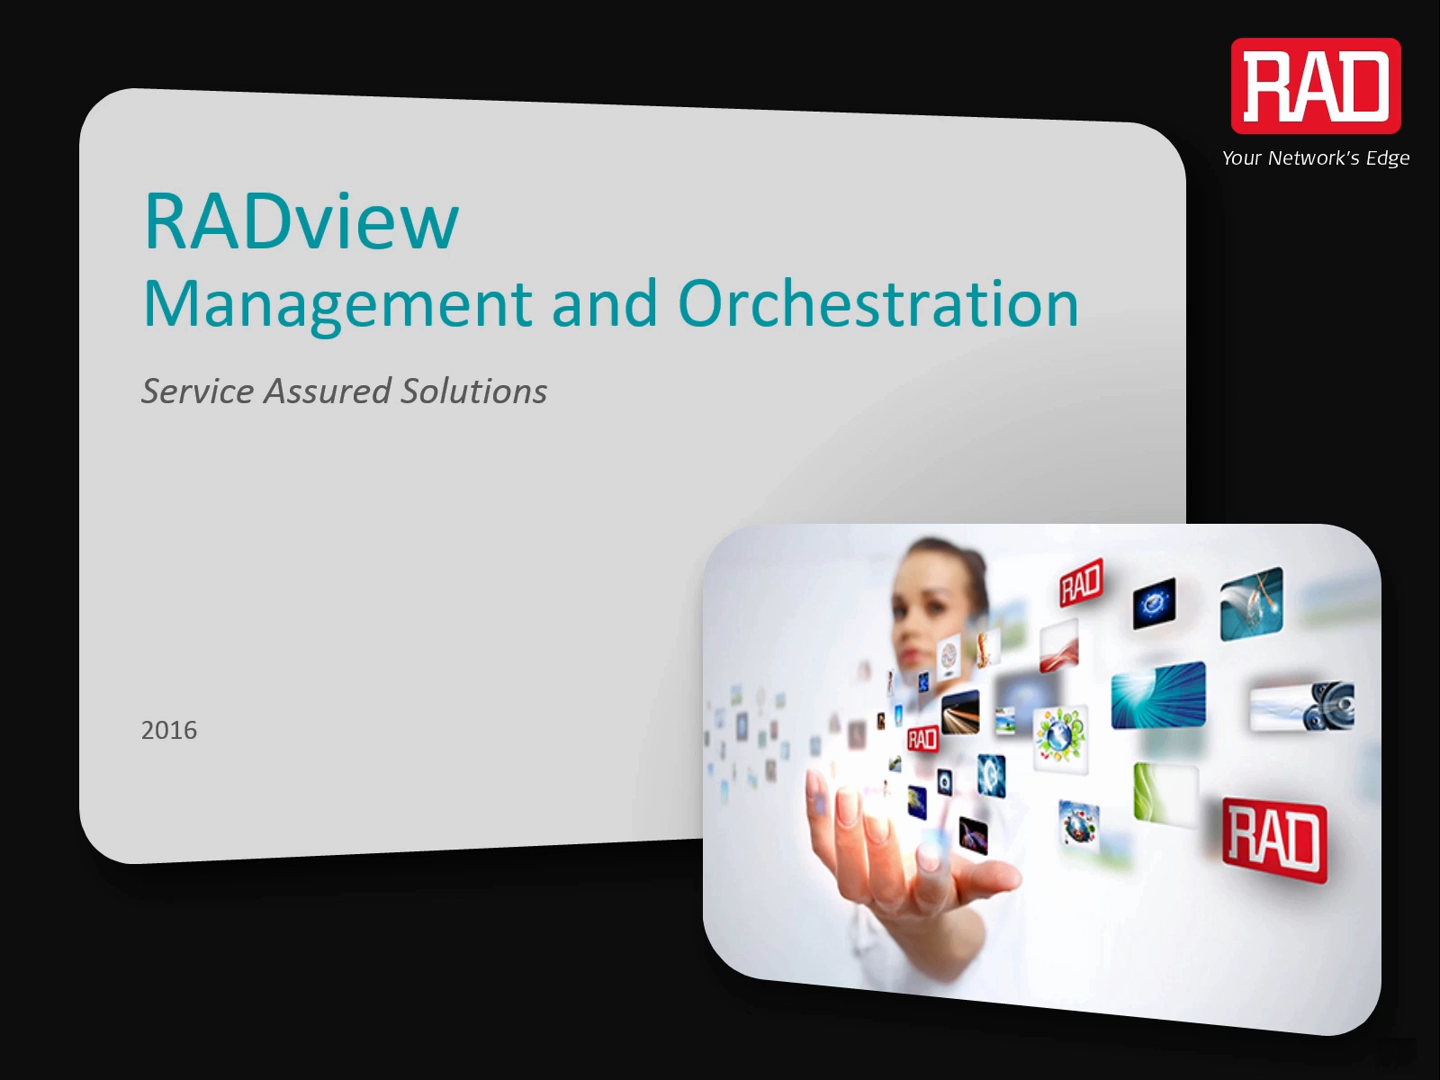 RAD
Your Network's Edge
RADview
Management and Orchestration
Service Assured Solutions
2016
RAD
RAD
RAD